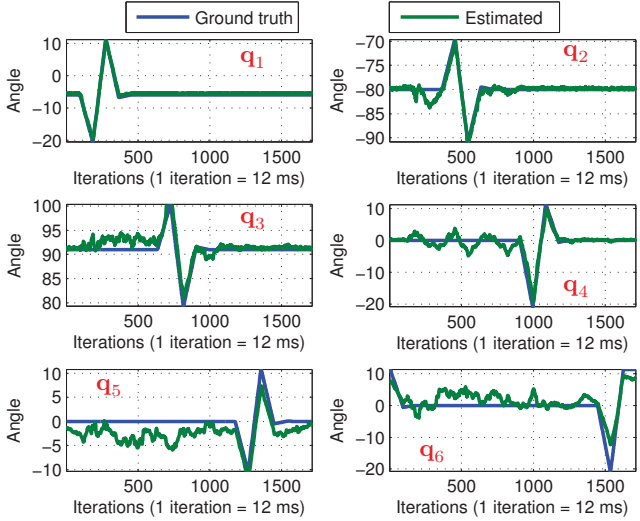 Ground truth Estimated
Angle 10 0 −10 −20 q1 500 1000 1500
Iterations (1 iteration = 12 ms)
Angle −70 −75 −80 −85 −90 q2 500 1000 1500
Iterations (1 iteration = 12 ms)
Angle 100 95 90 85 80 q3 500 1000 1500
Iterations (1 iteration = 12 ms)
Angle 10 0 −10 −20 q4 500 1000 1500
Iterations (1 iteration = 12 ms)
Angle 10 5 0 −5 −10 q5 500 1000 1500
Iterations (1 iteration = 12 ms)
Angle 10 0 −10 −20 q6 500 1000 1500
Iterations (1 iteration = 12 ms)